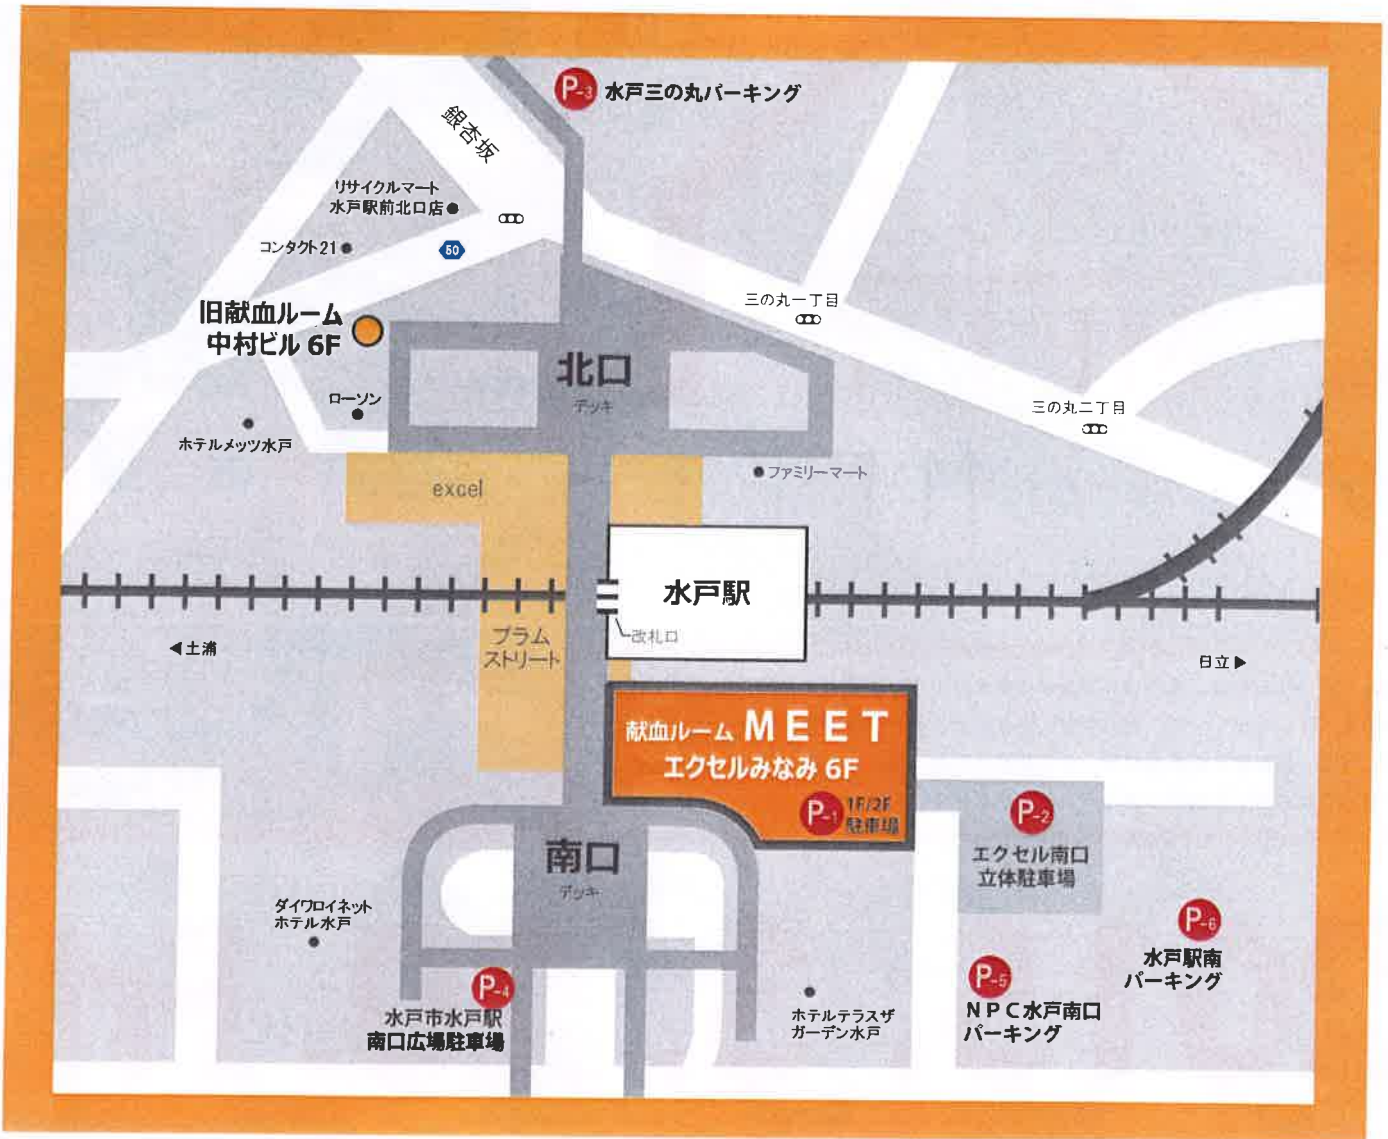 P-3 水戸三の丸パーキング
銀杏坂
リサイクルマート
水戸駅前北口店
コンタクト21
50
旧献血ルーム
中村ビル 6F
三の丸一丁目
北口
デッキ
ローソン
三の丸二丁目
ホテルメッツ水戸
ファミリーマート
excel
水戸駅
改札口
プラム
ストリート
土浦
日立
献血ルーム MEET
エクセルみなみ 6F
P-1 1F/2F
駐車場
P-2
エクセル南口
立体駐車場
南口
デッキ
ダイワロイネット
ホテル水戸
P-6
水戸駅南
パーキング
P-4
水戸市水戸駅
南口広場駐車場
P-5
NPC水戸南口
パーキング
ホテルテラスザ
ガーデン水戸